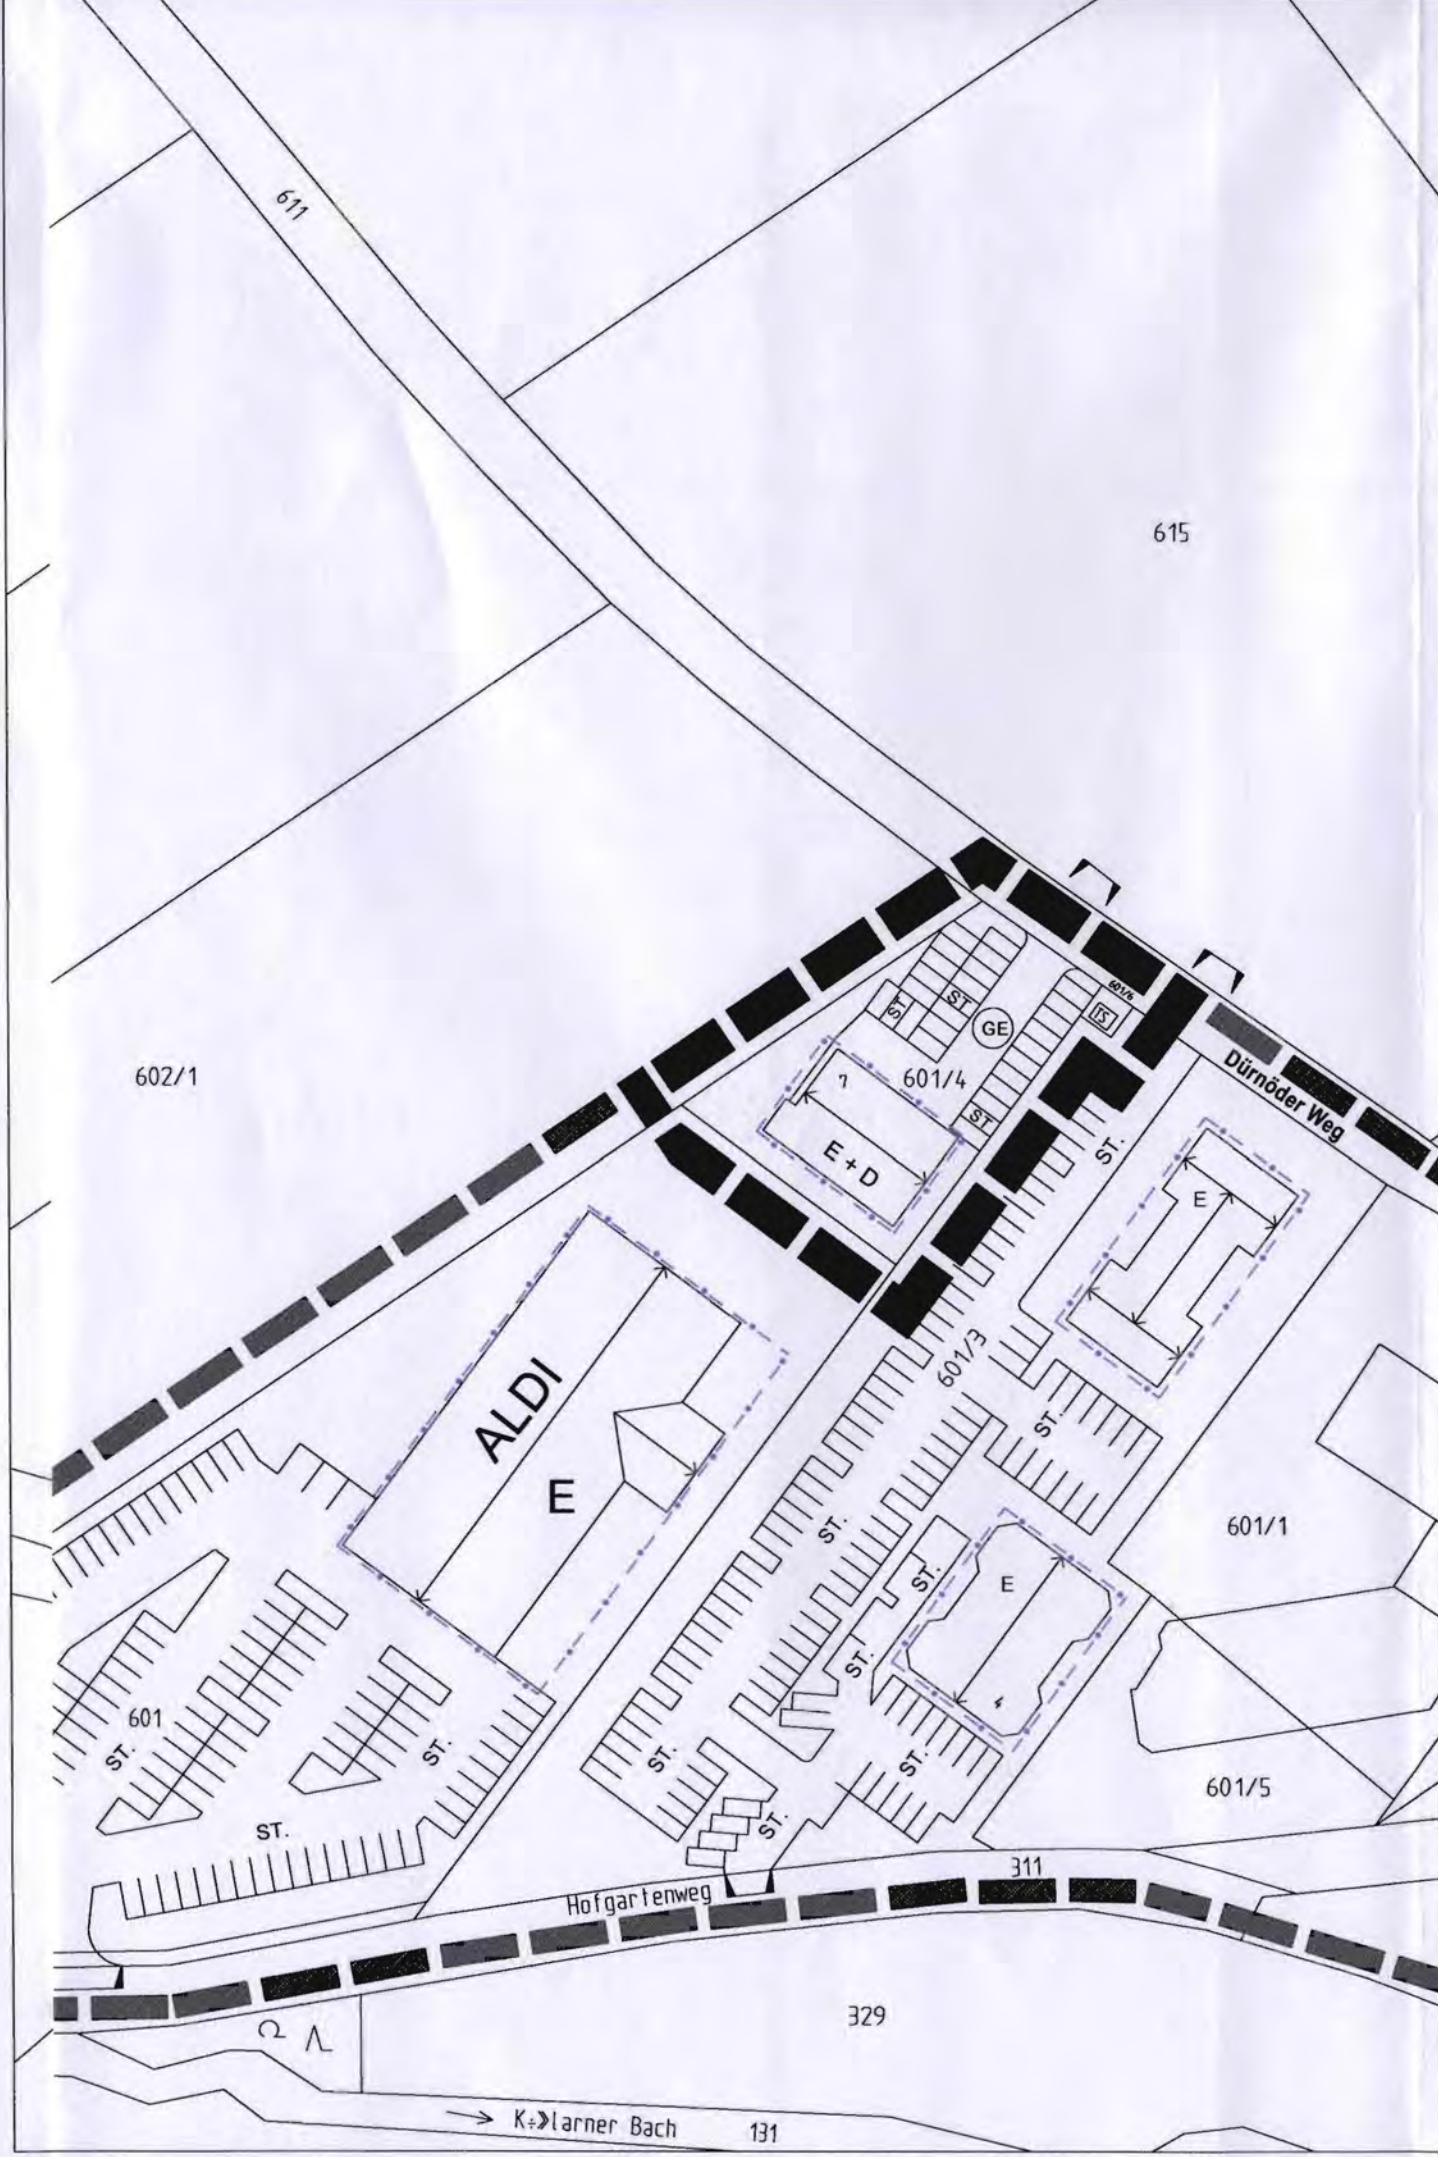 611
615
601/6
ST
ST
TS
GE
602/1
7
601/4
Dürnöder Weg
ST
E + D
ST.
E
601/3
ALDI
ST.
E
ST.
601/1
ST.
E
ST.
4
601
ST.
ST.
ST.
ST.
601/5
ST.
ST.
311
Hofgartenweg
329
K÷»larner Bach
131